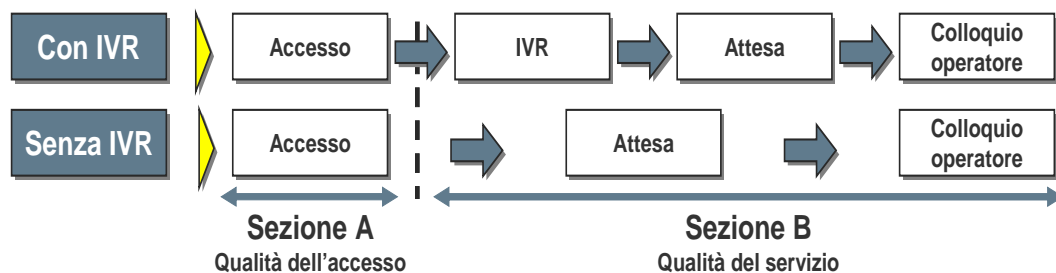 Con IVR
Accesso
IVR
Attesa
Colloquio
operatore
Senza IVR
Accesso
Attesa
Colloquio
operatore
Sezione A
Qualità dell'accesso
Sezione B
Qualità del servizio